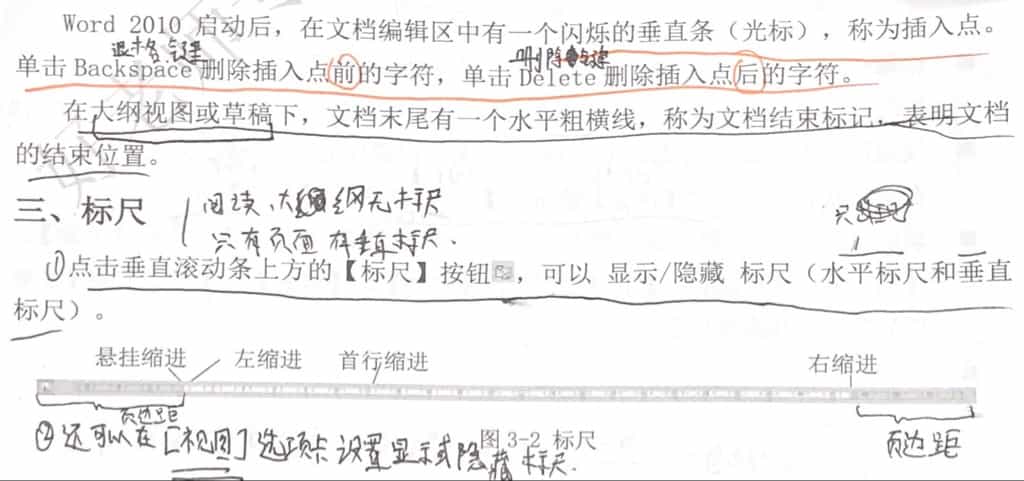 Word 2010 启动后，在文档编辑区中有一个闪烁的垂直条（光标），称为插入点。
退格键
删除键
单击 Backspace 删除插入点前的字符，单击 Delete 删除插入点后的字符。
在大纲视图或草稿下，文档末尾有一个水平粗横线，称为文档结束标记，表明文档
的结束位置。
三、标尺
阅读、大纲无标尺
只有页面有垂直标尺.
①点击垂直滚动条上方的【标尺】按钮，可以 显示/隐藏 标尺（水平标尺和垂直
标尺）。
悬挂缩进 左缩进 首行缩进 右缩进
页边距
页边距
图 3-2 标尺
②还可以在[视图]选项卡设置显示或隐藏标尺.